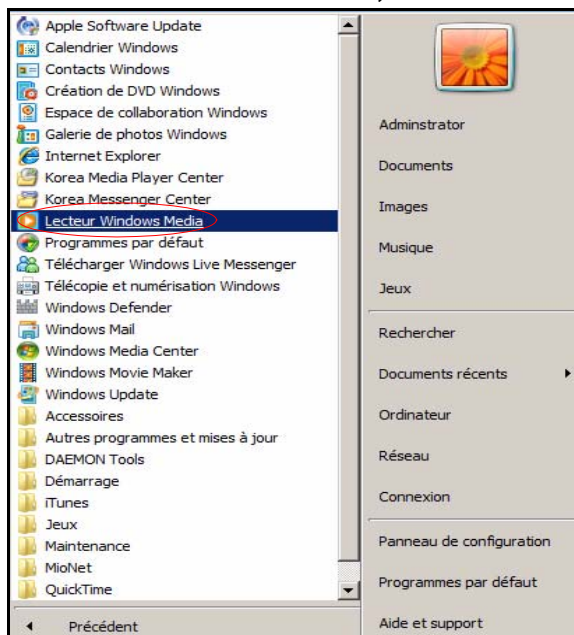 Apple Software Update
Calendrier Windows
Contacts Windows
Création de DVD Windows
Espace de collaboration Windows
Galerie de photos Windows
Internet Explorer
Korea Media Player Center
Korea Messenger Center
Lecteur Windows Media
Programmes par défaut
Télécharger Windows Live Messenger
Télécopie et numérisation Windows
Windows Defender
Windows Mail
Windows Media Center
Windows Movie Maker
Windows Update
Accessoires
Autres programmes et mises à jour
DAEMON Tools
Démarrage
iTunes
Jeux
Maintenance
MioNet
QuickTime
Précédent
Adminstrator
Documents
Images
Musique
Jeux
Rechercher
Documents récents
Ordinateur
Réseau
Connexion
Panneau de configuration
Programmes par défaut
Aide et support